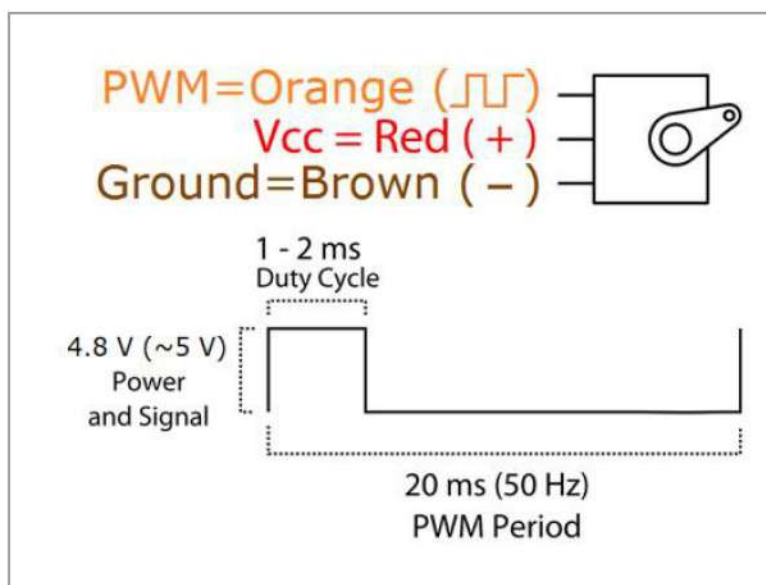 PWM=Orange (⎍⎍)
Vcc = Red ( + )
Ground=Brown ( − )
1 - 2 ms
Duty Cycle
4.8 V (~5 V)
Power
and Signal
20 ms (50 Hz)
PWM Period